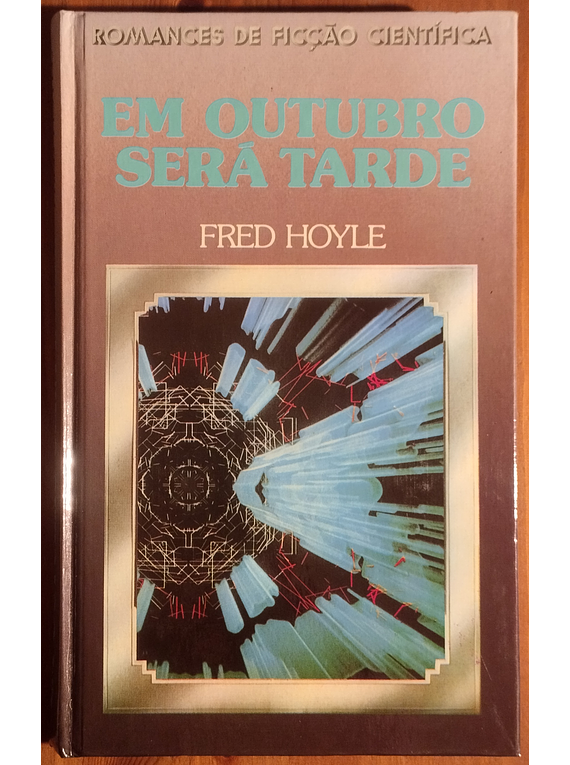 ROMANCES DE FICÇÃO CIENTÍFICA
EM OUTUBRO
SERÁ TARDE
FRED HOYLE